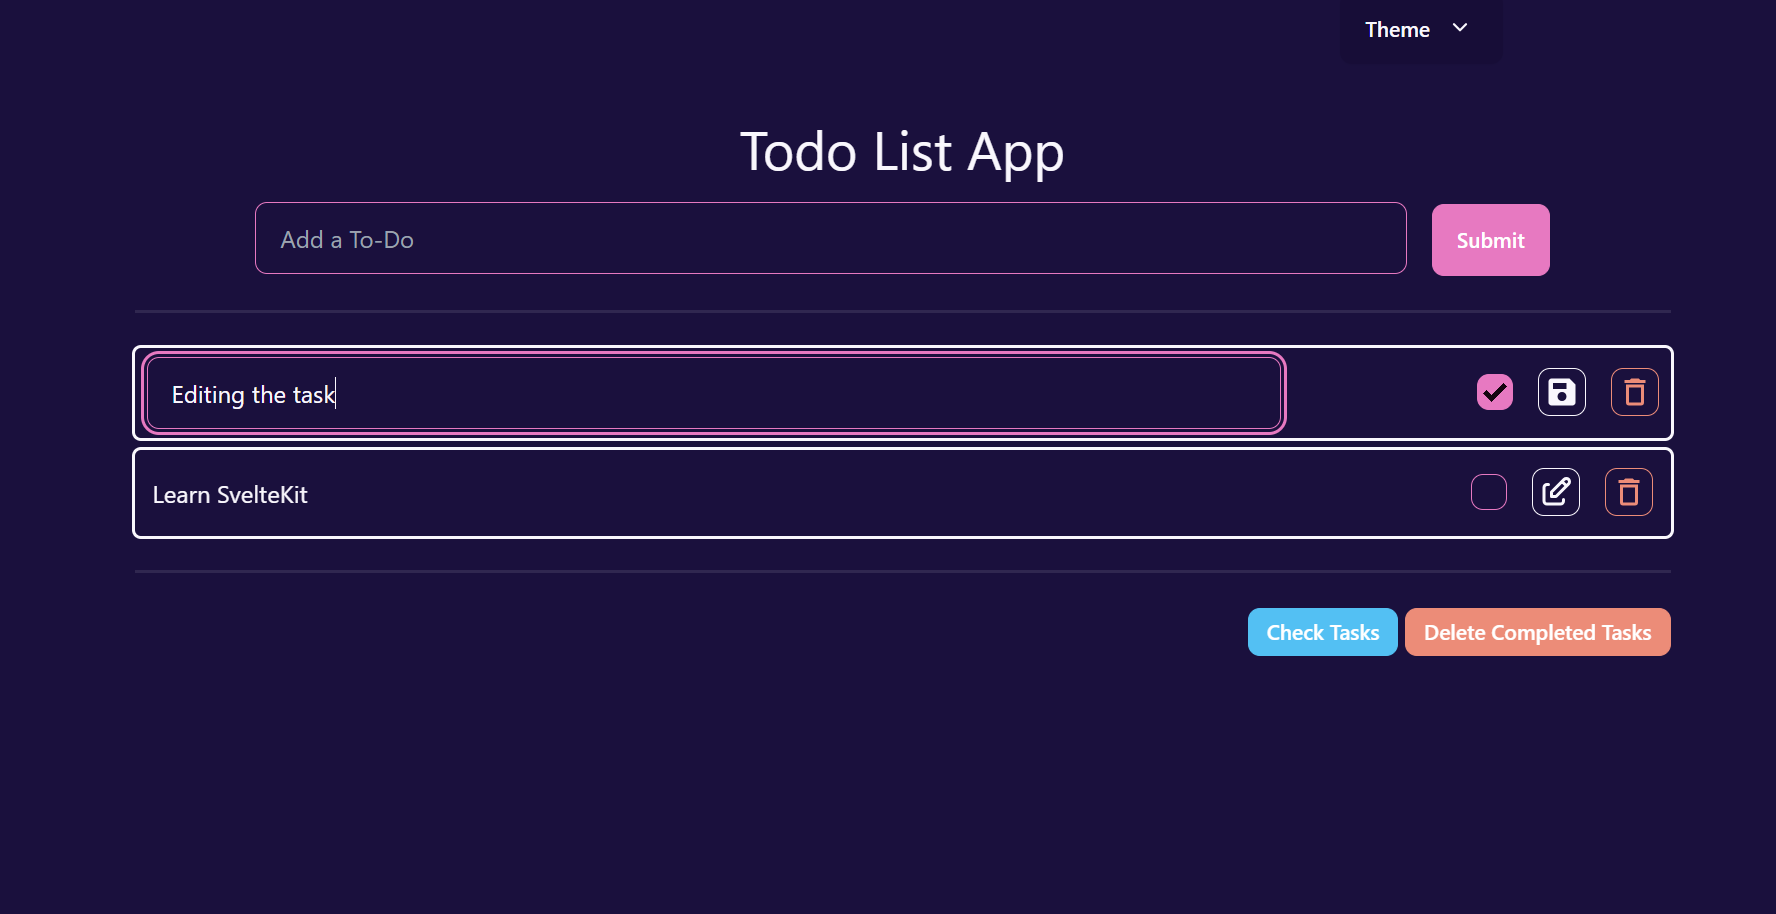 Theme
Todo List App
Add a To-Do
Submit
Editing the task
Learn SvelteKit
Check Tasks
Delete Completed Tasks